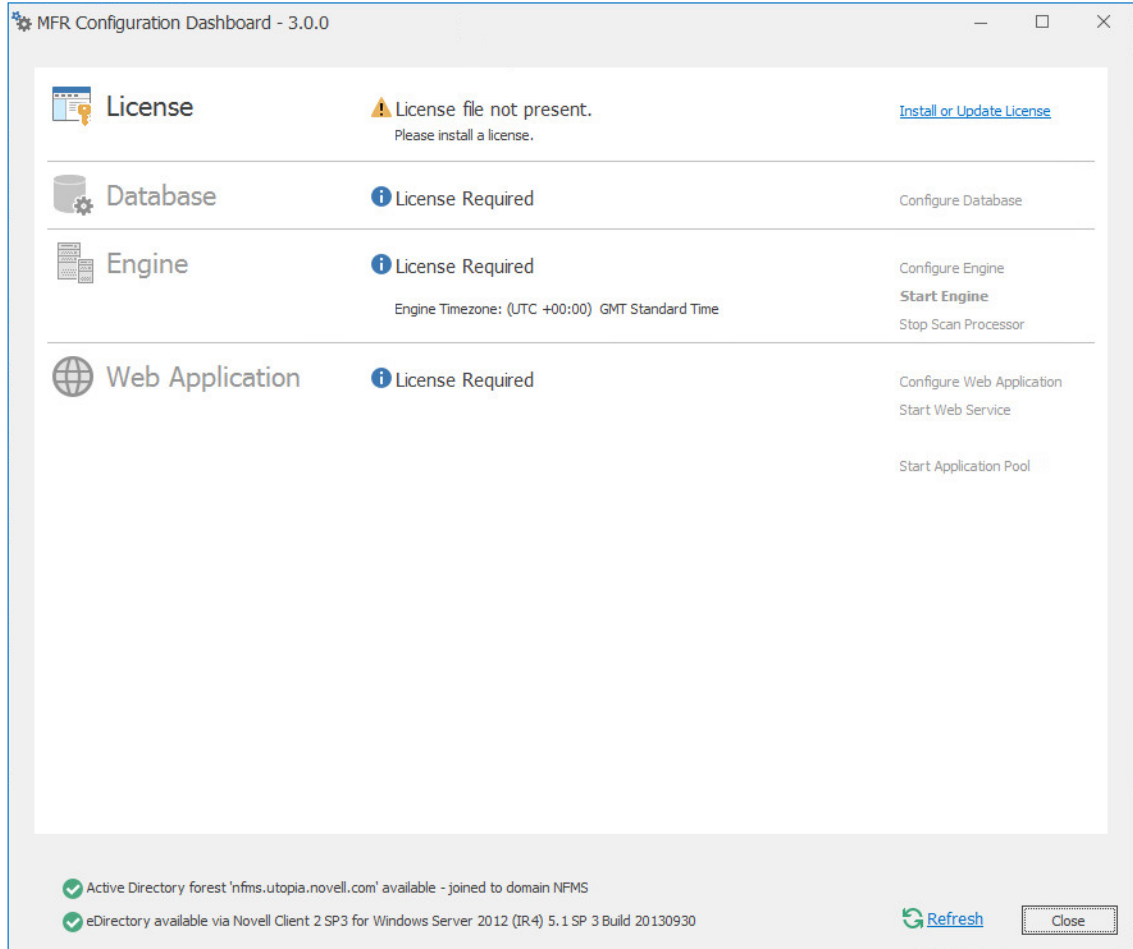 MFR Configuration Dashboard - 3.0.0
License
License file not present.
Install or Update License
Please install a license.
Database
License Required
Configure Database
Engine
License Required
Configure Engine
Start Engine
Engine Timezone: (UTC +00:00) GMT Standard Time
Stop Scan Processor
Web Application
License Required
Configure Web Application
Start Web Service
Start Application Pool
Active Directory forest 'nfms.utopia.novell.com' available - joined to domain NFMS
eDirectory available via Novell Client 2 SP3 for Windows Server 2012 (IR4) 5.1 SP 3 Build 20130930
Refresh
Close